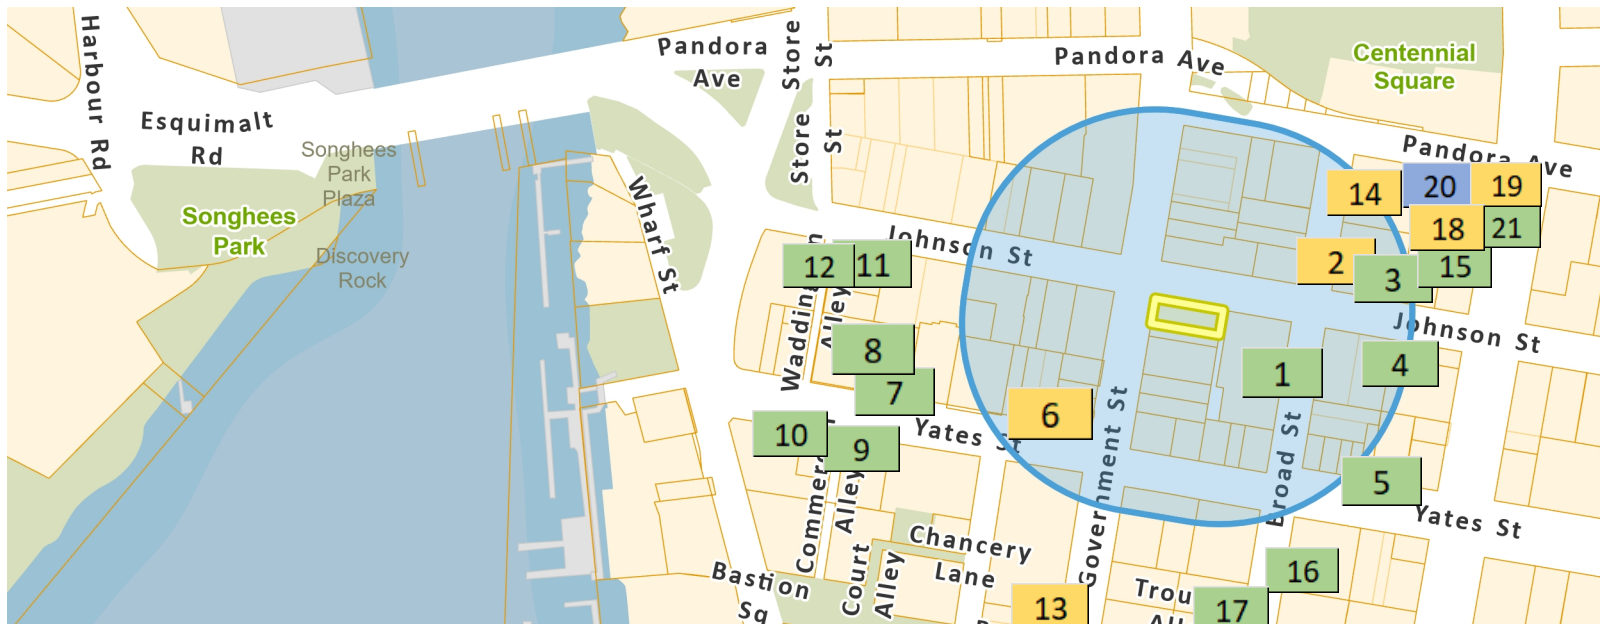 Harbour Rd
Esquimalt
Rd
Songhees
Park
Plaza
Songhees
Park
Discovery
Rock
Pandora
Ave
Store
St
Store
St
Pandora Ave
Centennial
Square
Pandora Ave
14
20
19
18
21
2
3
15
Wharf St
Johnson St
12
11
Alley
8
7
Johnson St
1
4
6
Yates St
10
9
Government St
Broad St
5
Yates St
Alley
Chancery
Lane
Court
Alley
Bastion
Sq
13
16
17